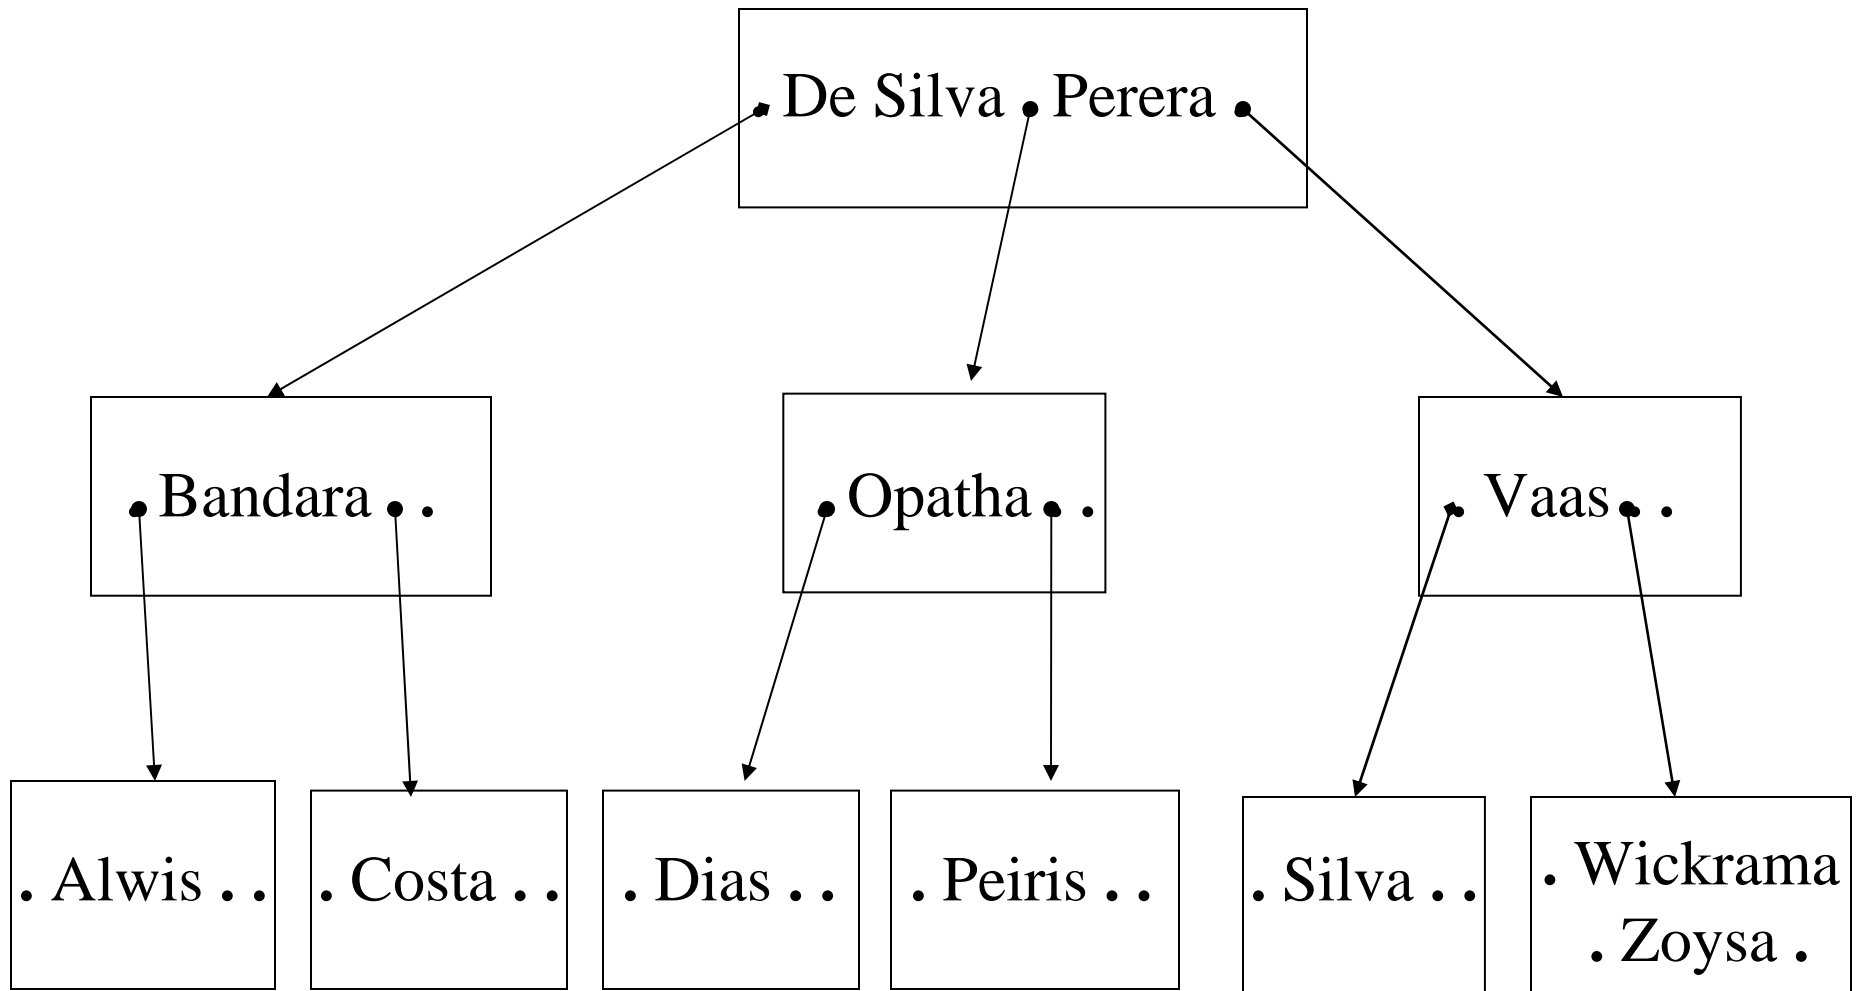 . De Silva . Perera .
. Bandara . .
. Opatha . .
. Vaas . .
. Alwis . .
. Costa . .
. Dias . .
. Peiris . .
. Silva . .
. Wickrama
. Zoysa .